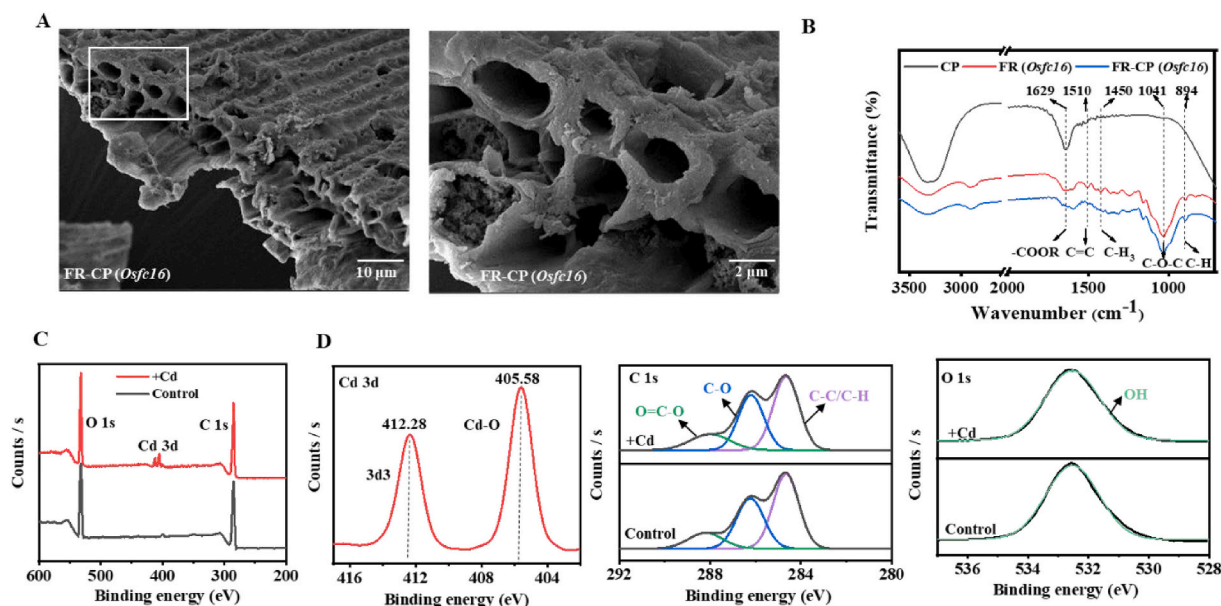 A
FR-CP (Osfc16)
10 μm
FR-CP (Osfc16)
2 μm
B
CP FR (Osfc16) FR-CP (Osfc16)
1629 1510 1450 1041 894
Transmittance (%)
-COOR C=C C-H₃ C-O-C C-H
3500 3000 2000 1500 1000
Wavenumber (cm⁻¹)
C
+Cd
Control
O 1s
Cd 3d
C 1s
Counts / s
600 500 400 300 200
Binding energy (eV)
D
Cd 3d
405.58
412.28
Cd-O
3d3
Counts / s
416 412 408 404
Binding energy (eV)
C 1s
C-O
C-C/C-H
O=C-O
+Cd
Control
Counts / s
292 288 284 280
Binding energy (eV)
O 1s
OH
+Cd
Control
Counts / s
536 534 532 530 528
Binding energy (eV)